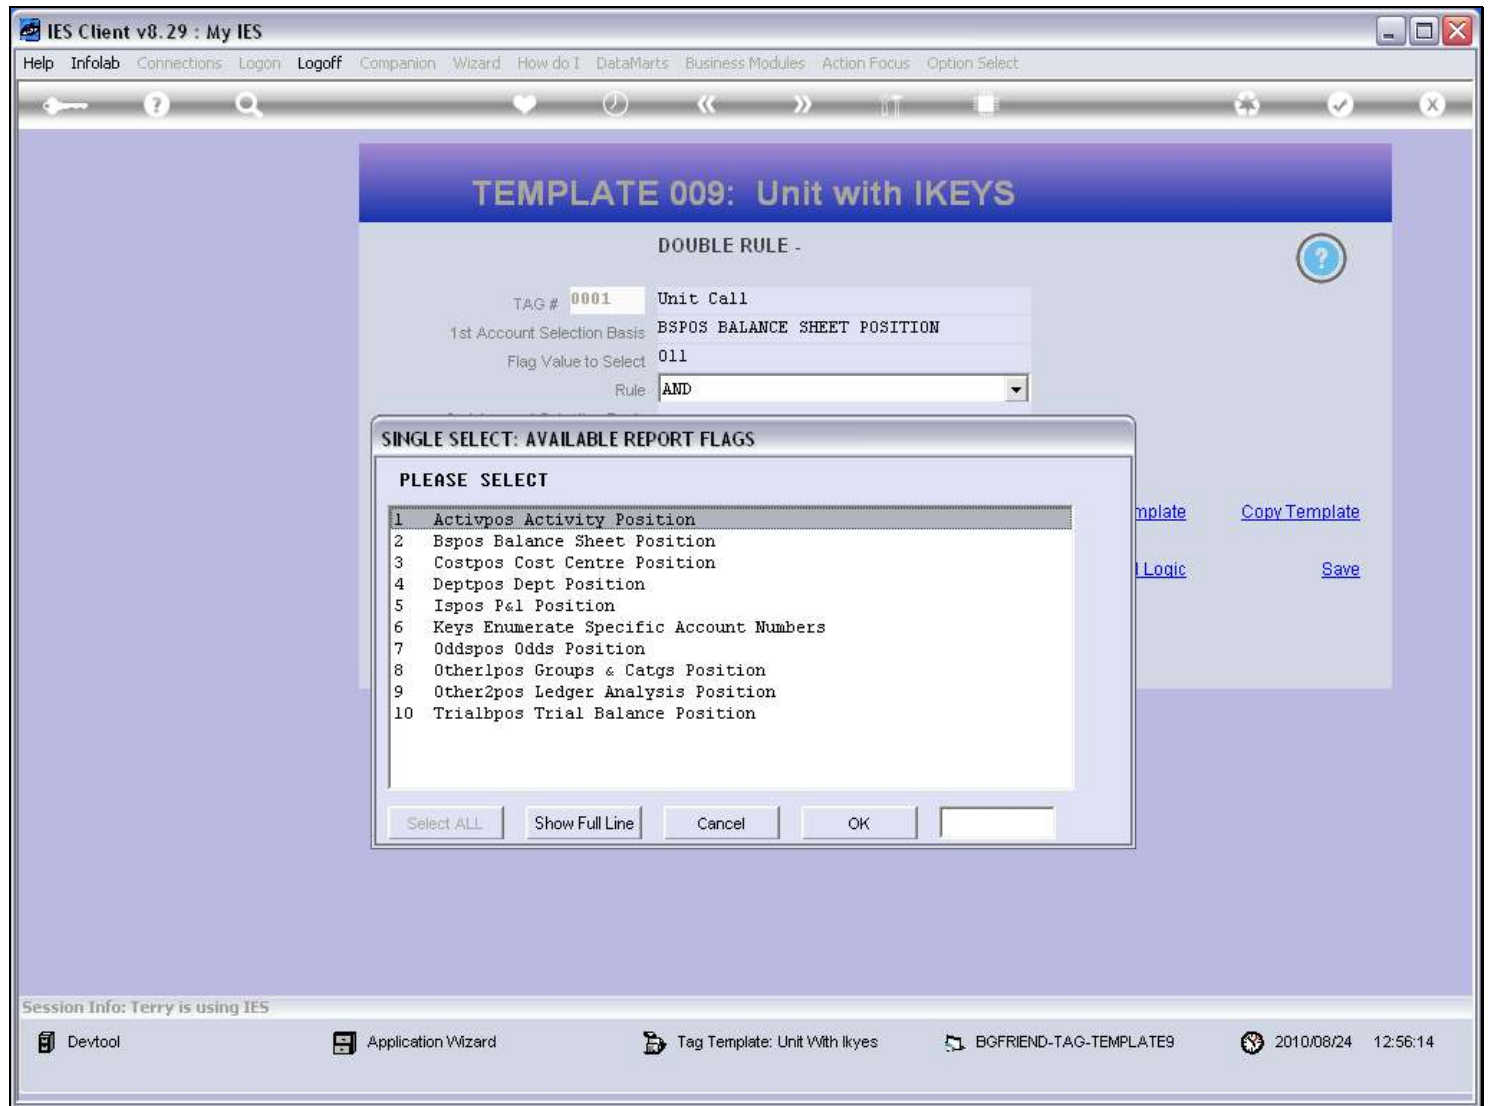 IES Client v8.29 : My IES
Help Infolab Connections Logon Logoff Companion Wizard How do I DataMarts Business Modules Action Focus Option Select
TEMPLATE 009: Unit with IKEYS
DOUBLE RULE -
TAG # 0001 Unit Call
1st Account Selection Basis BSPOS BALANCE SHEET POSITION
Flag Value to Select 011
Rule AND
SINGLE SELECT: AVAILABLE REPORT FLAGS
PLEASE SELECT
1 Activpos Activity Position
2 Bspos Balance Sheet Position
3 Costpos Cost Centre Position
4 Deptpos Dept Position
5 Ispos P&l Position
6 Keys Enumerate Specific Account Numbers
7 Oddspos Odds Position
8 Other1pos Groups & Catgs Position
9 Other2pos Ledger Analysis Position
10 Trialbpos Trial Balance Position
mplate Copy Template
Logic Save
Select ALL Show Full Line Cancel OK
Session Info: Terry is using IES
Devtool Application Wizard Tag Template: Unit With Ikyes BGFRIEND-TAG-TEMPLATE9 2010/08/24 12:56:14